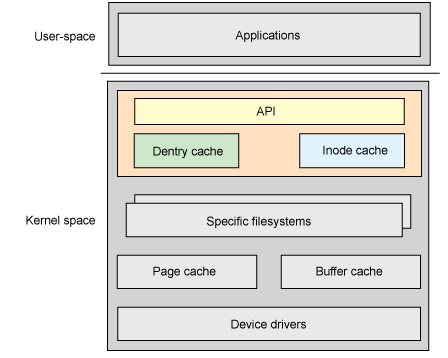 User-space
Applications
API
Dentry cache
Inode cache
Kernel space
Specific filesystems
Page cache
Buffer cache
Device drivers